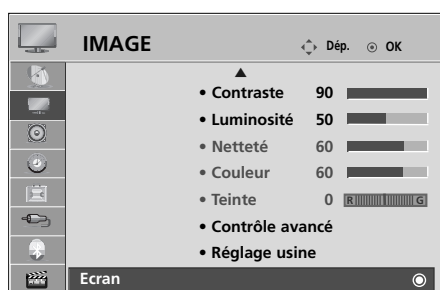 IMAGE
Dép. OK
• Contraste 90
• Luminosité 50
• Netteté 60
• Couleur 60
• Teinte 0 R G
• Contrôle avancé
• Réglage usine
Ecran